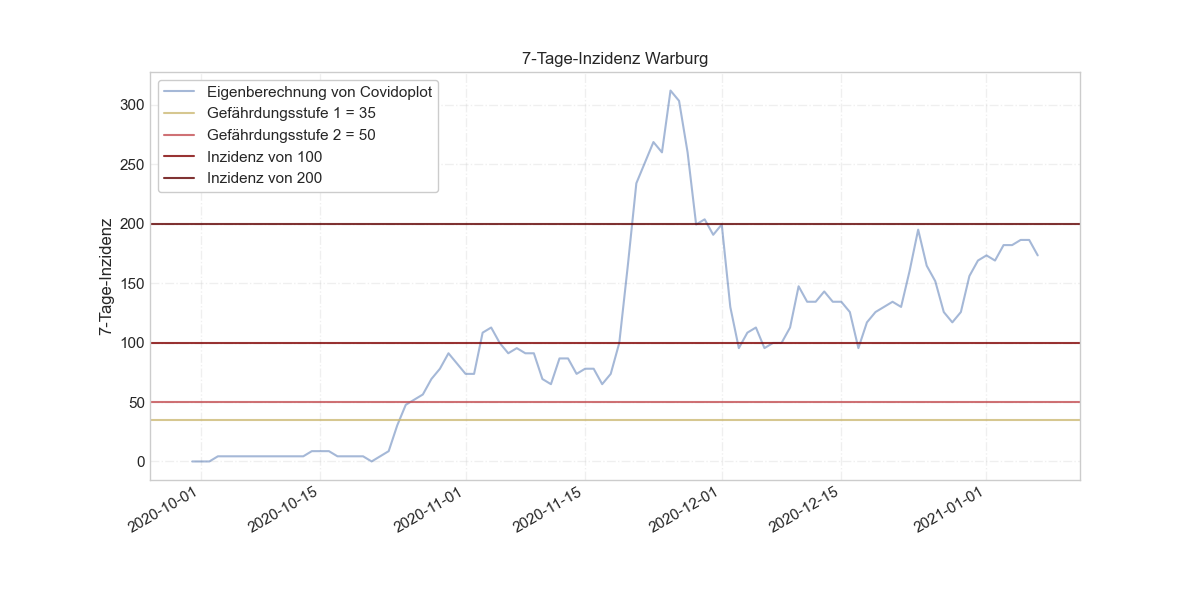 7-Tage-Inzidenz Warburg
Eigenberechnung von Covidoplot
Gefährdungsstufe 1 = 35
Gefährdungsstufe 2 = 50
Inzidenz von 100
Inzidenz von 200
7-Tage-Inzidenz
300
250
200
150
100
50
0
2020-10-01
2020-10-15
2020-11-01
2020-11-15
2020-12-01
2020-12-15
2021-01-01